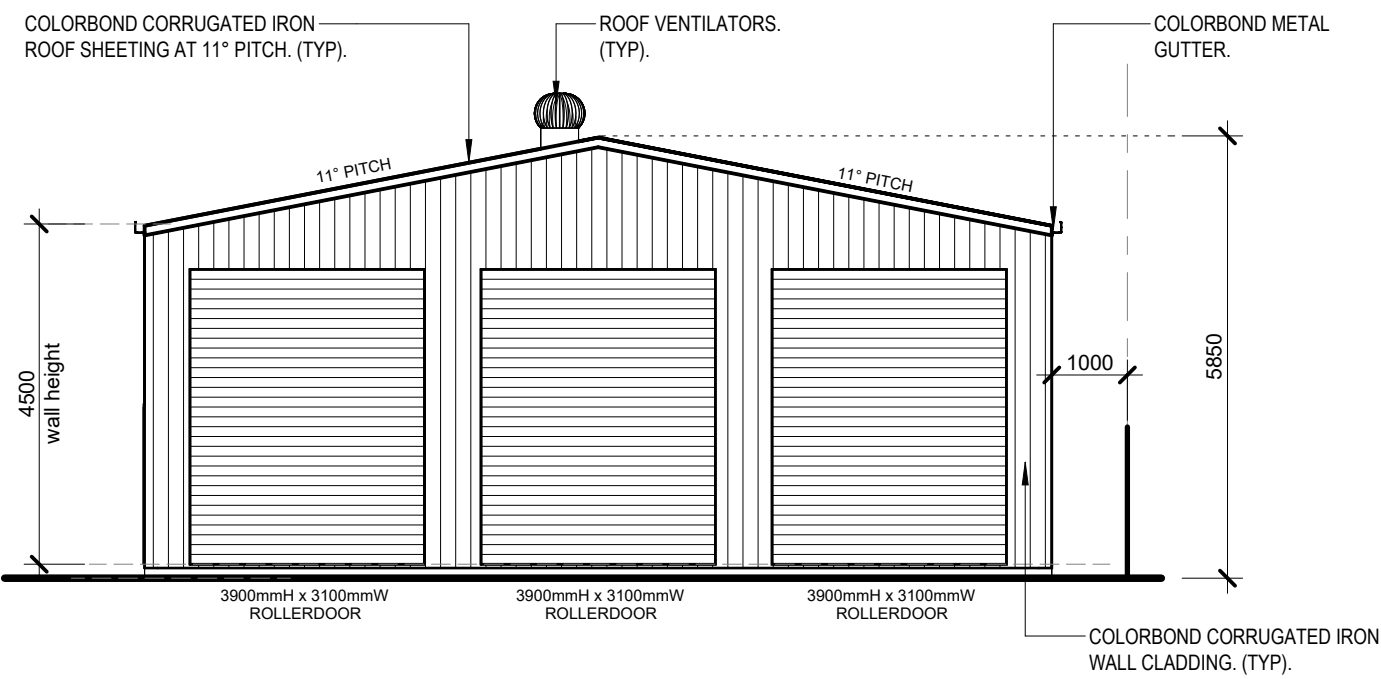 COLORBOND CORRUGATED IRON
ROOF SHEETING AT 11° PITCH. (TYP).
ROOF VENTILATORS.
(TYP).
COLORBOND METAL
GUTTER.
11° PITCH
11° PITCH
4500
wall height
1000
5850
3900mmH x 3100mmW
ROLLERDOOR
3900mmH x 3100mmW
ROLLERDOOR
3900mmH x 3100mmW
ROLLERDOOR
COLORBOND CORRUGATED IRON
WALL CLADDING. (TYP).